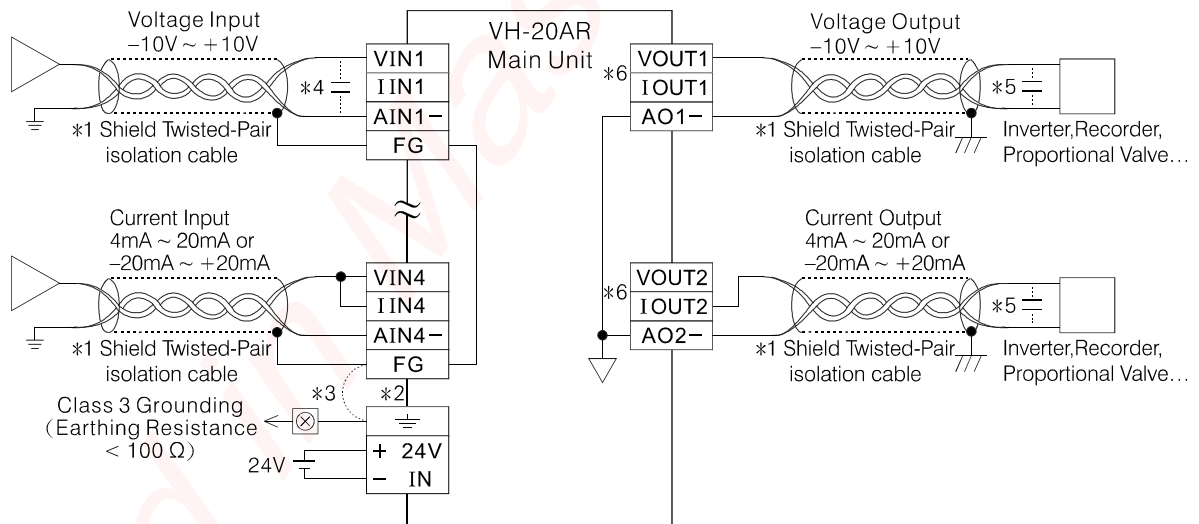 VH-20AR
Main Unit
Voltage Input
–10V ~ +10V
*4
VIN1
IIN1
AIN1–
FG
*1 Shield Twisted-Pair
isolation cable
Current Input
4mA ~ 20mA or
–20mA ~ +20mA
VIN4
IIN4
AIN4–
FG
*1 Shield Twisted-Pair
isolation cable
*3
*2
Class 3 Grounding
(Earthing Resistance
< 100 Ω)
24V
+ 24V
– IN
Voltage Output
–10V ~ +10V
*6
VOUT1
IOUT1
AO1–
*5
*1 Shield Twisted-Pair
isolation cable
Inverter,Recorder,
Proportional Valve…
Current Output
4mA ~ 20mA or
–20mA ~ +20mA
*6
VOUT2
IOUT2
AO2–
*5
*1 Shield Twisted-Pair
isolation cable
Inverter,Recorder,
Proportional Valve…